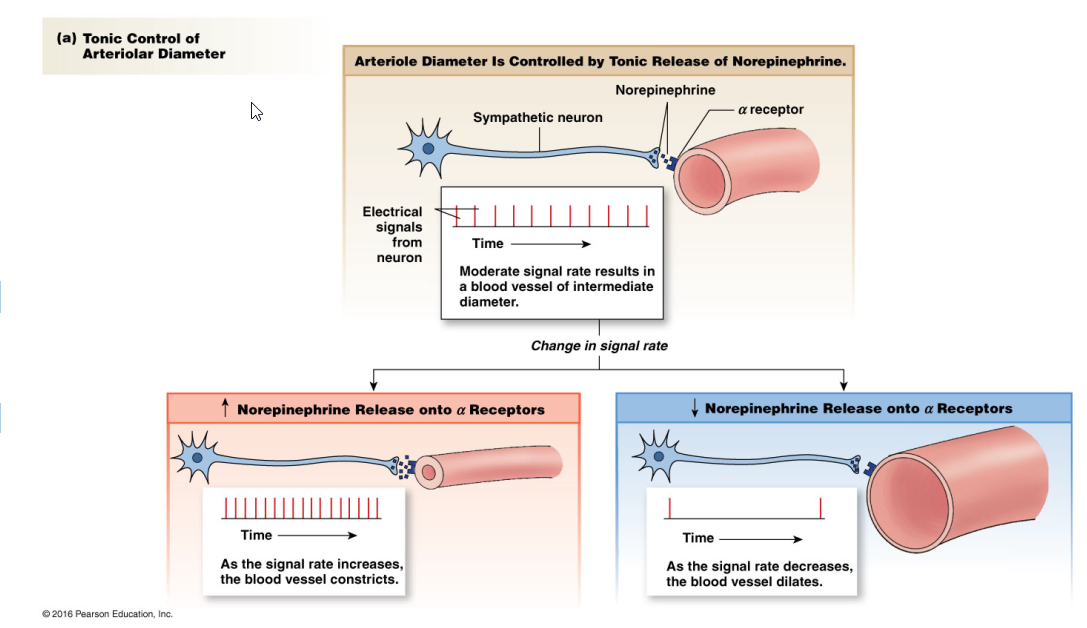 (a) Tonic Control of
Arteriolar Diameter
Arteriole Diameter Is Controlled by Tonic Release of Norepinephrine.
Norepinephrine
α receptor
Sympathetic neuron
Electrical
signals
from
neuron
Time
Moderate signal rate results in
a blood vessel of intermediate
diameter.
Change in signal rate
↑ Norepinephrine Release onto α Receptors
Time
As the signal rate increases,
the blood vessel constricts.
↓ Norepinephrine Release onto α Receptors
Time
As the signal rate decreases,
the blood vessel dilates.
© 2016 Pearson Education, Inc.